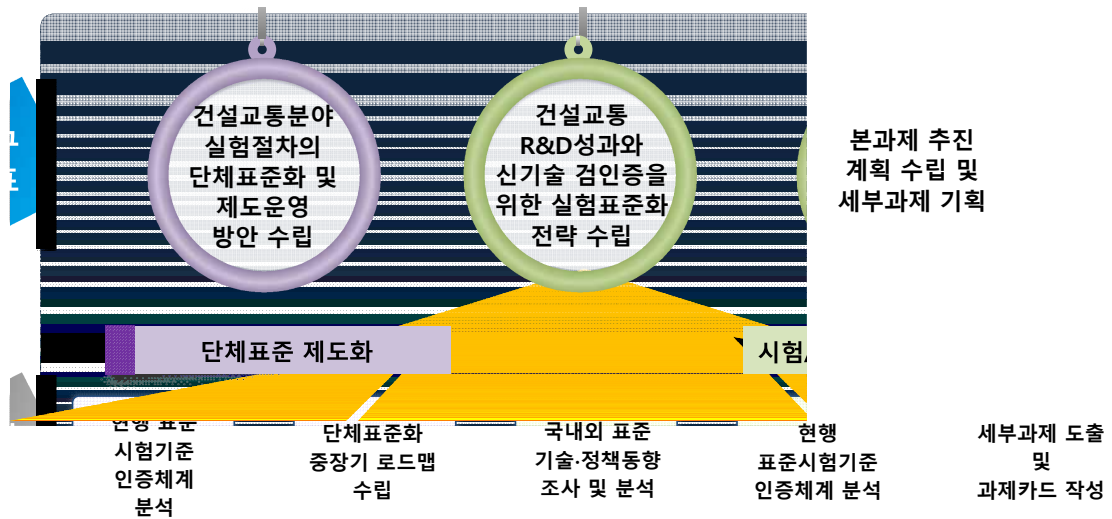 건설교통분야
실험절차의
단체표준화 및
제도운영
방안 수립
건설교통
R&D성과와
신기술 검인증을
위한 실험표준화
전략 수립
본과제 추진
계획 수립 및
세부과제 기획
단체표준 제도화
시험
현행 표준
시험기준
인증체계
분석
단체표준화
중장기 로드맵
수립
국내외 표준
기술·정책동향
조사 및 분석
현행
표준시험기준
인증체계 분석
세부과제 도출
및
과제카드 작성